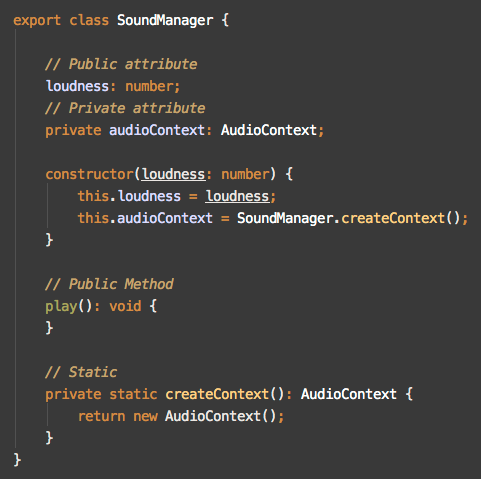 export class SoundManager {
// Public attribute
loudness: number;
// Private attribute
private audioContext: AudioContext;
constructor(loudness: number) {
this.loudness = loudness;
this.audioContext = SoundManager.createContext();
}
// Public Method
play(): void {
}
// Static
private static createContext(): AudioContext {
return new AudioContext();
}
}